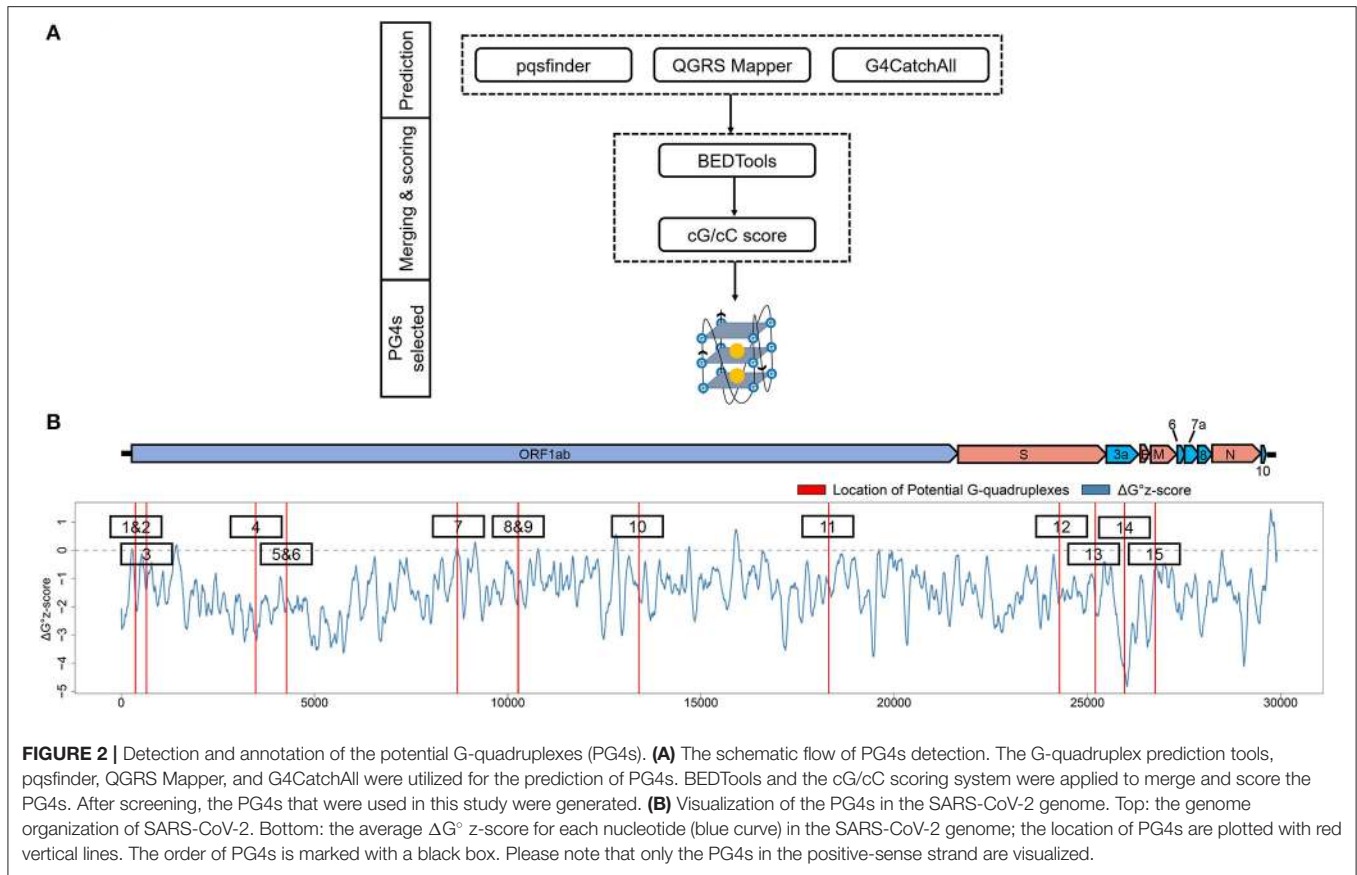 A
Prediction
pqsfinder
QGRS Mapper
G4CatchAll
Merging & scoring
BEDTools
cG/cC score
PG4s
selected
G G G G
G G G G
G G G G
B
6
7a
ORF1ab
S
3a
E
M
8
N
10
Location of Potential G-quadruplexes
ΔG°z-score
1&2
3
4
5&6
7
8&9
10
11
12
13
14
15
ΔG°z-score
1
0
−1
−2
−3
−4
−5
0
5000
10000
15000
20000
25000
30000
FIGURE 2 | Detection and annotation of the potential G-quadruplexes (PG4s). (A) The schematic flow of PG4s detection. The G-quadruplex prediction tools,
pqsfinder, QGRS Mapper, and G4CatchAll were utilized for the prediction of PG4s. BEDTools and the cG/cC scoring system were applied to merge and score the
PG4s. After screening, the PG4s that were used in this study were generated. (B) Visualization of the PG4s in the SARS-CoV-2 genome. Top: the genome
organization of SARS-CoV-2. Bottom: the average ΔG° z-score for each nucleotide (blue curve) in the SARS-CoV-2 genome; the location of PG4s are plotted with red
vertical lines. The order of PG4s is marked with a black box. Please note that only the PG4s in the positive-sense strand are visualized.